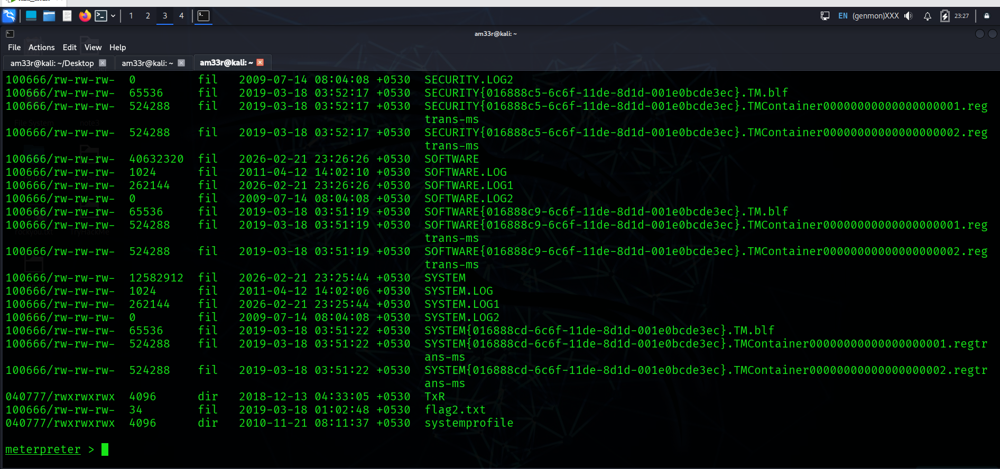 1 2 3 4 EN (genmon)XXX 23:27
am33r@kali: ~
File Actions Edit View Help
am33r@kali: ~/Desktop am33r@kali: ~ am33r@kali: ~
100666/rw-rw-rw- 0 fil 2009-07-14 08:04:08 +0530 SECURITY.LOG2
100666/rw-rw-rw- 65536 fil 2019-03-18 03:52:17 +0530 SECURITY{016888c5-6c6f-11de-8d1d-001e0bcde3ec}.TM.blf
100666/rw-rw-rw- 524288 fil 2019-03-18 03:52:17 +0530 SECURITY{016888c5-6c6f-11de-8d1d-001e0bcde3ec}.TMContainer00000000000000000001.reg
trans-ms
100666/rw-rw-rw- 524288 fil 2019-03-18 03:52:17 +0530 SECURITY{016888c5-6c6f-11de-8d1d-001e0bcde3ec}.TMContainer00000000000000000002.reg
trans-ms
100666/rw-rw-rw- 40632320 fil 2026-02-21 23:26:26 +0530 SOFTWARE
100666/rw-rw-rw- 1024 fil 2011-04-12 14:02:10 +0530 SOFTWARE.LOG
100666/rw-rw-rw- 262144 fil 2026-02-21 23:26:26 +0530 SOFTWARE.LOG1
100666/rw-rw-rw- 0 fil 2009-07-14 08:04:08 +0530 SOFTWARE.LOG2
100666/rw-rw-rw- 65536 fil 2019-03-18 03:51:19 +0530 SOFTWARE{016888c9-6c6f-11de-8d1d-001e0bcde3ec}.TM.blf
100666/rw-rw-rw- 524288 fil 2019-03-18 03:51:19 +0530 SOFTWARE{016888c9-6c6f-11de-8d1d-001e0bcde3ec}.TMContainer00000000000000000001.reg
trans-ms
100666/rw-rw-rw- 524288 fil 2019-03-18 03:51:19 +0530 SOFTWARE{016888c9-6c6f-11de-8d1d-001e0bcde3ec}.TMContainer00000000000000000002.reg
trans-ms
100666/rw-rw-rw- 12582912 fil 2026-02-21 23:25:44 +0530 SYSTEM
100666/rw-rw-rw- 1024 fil 2011-04-12 14:02:06 +0530 SYSTEM.LOG
100666/rw-rw-rw- 262144 fil 2026-02-21 23:25:44 +0530 SYSTEM.LOG1
100666/rw-rw-rw- 0 fil 2009-07-14 08:04:08 +0530 SYSTEM.LOG2
100666/rw-rw-rw- 65536 fil 2019-03-18 03:51:22 +0530 SYSTEM{016888cd-6c6f-11de-8d1d-001e0bcde3ec}.TM.blf
100666/rw-rw-rw- 524288 fil 2019-03-18 03:51:22 +0530 SYSTEM{016888cd-6c6f-11de-8d1d-001e0bcde3ec}.TMContainer00000000000000000001.regtr
ans-ms
100666/rw-rw-rw- 524288 fil 2019-03-18 03:51:22 +0530 SYSTEM{016888cd-6c6f-11de-8d1d-001e0bcde3ec}.TMContainer00000000000000000002.regtr
ans-ms
040777/rwxrwxrwx 4096 dir 2018-12-13 04:33:05 +0530 TxR
100666/rw-rw-rw- 34 fil 2019-03-18 01:02:48 +0530 flag2.txt
040777/rwxrwxrwx 4096 dir 2010-11-21 08:11:37 +0530 systemprofile
meterpreter >